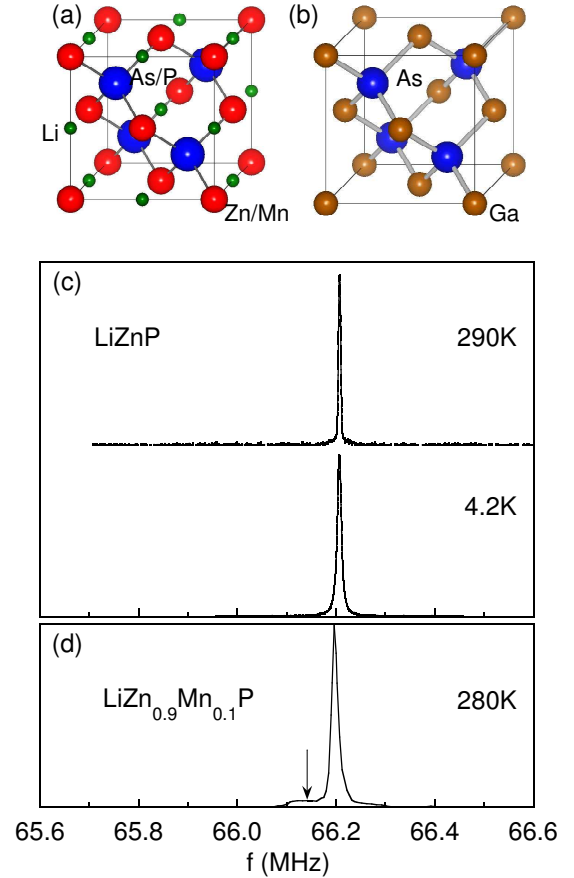 (a)
(b)
As/P
As
Li
Zn/Mn
Ga
(c)
LiZnP
290K
4.2K
(d)
LiZn₀.₉Mn₀.₁P
280K
65.6 65.8 66.0 66.2 66.4 66.6
f (MHz)